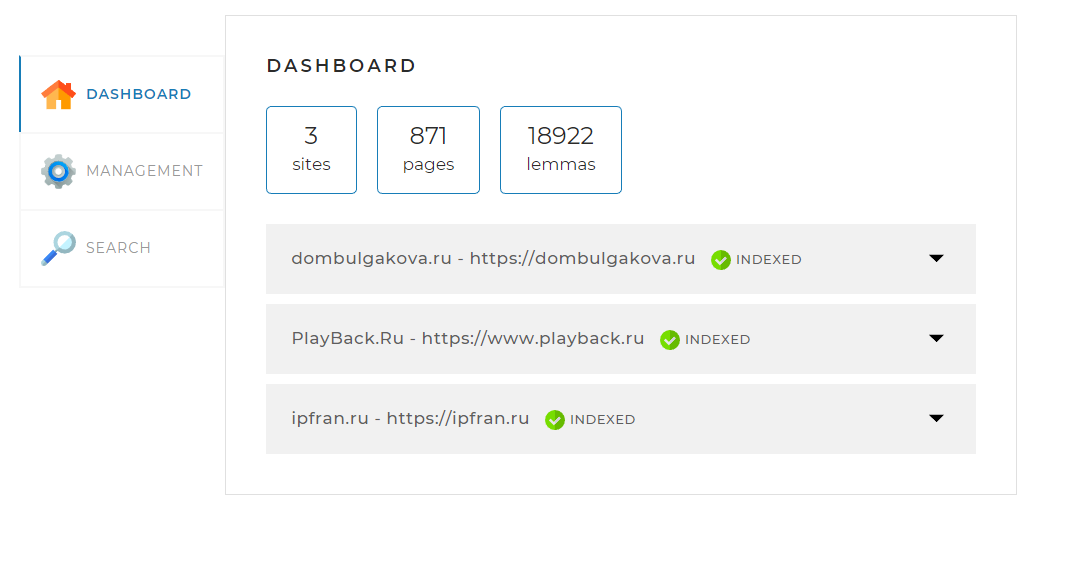 DASHBOARD
MANAGEMENT
SEARCH
DASHBOARD
3
sites
871
pages
18922
lemmas
dombulgakova.ru - https://dombulgakova.ru INDEXED
PlayBack.Ru - https://www.playback.ru INDEXED
ipfran.ru - https://ipfran.ru INDEXED